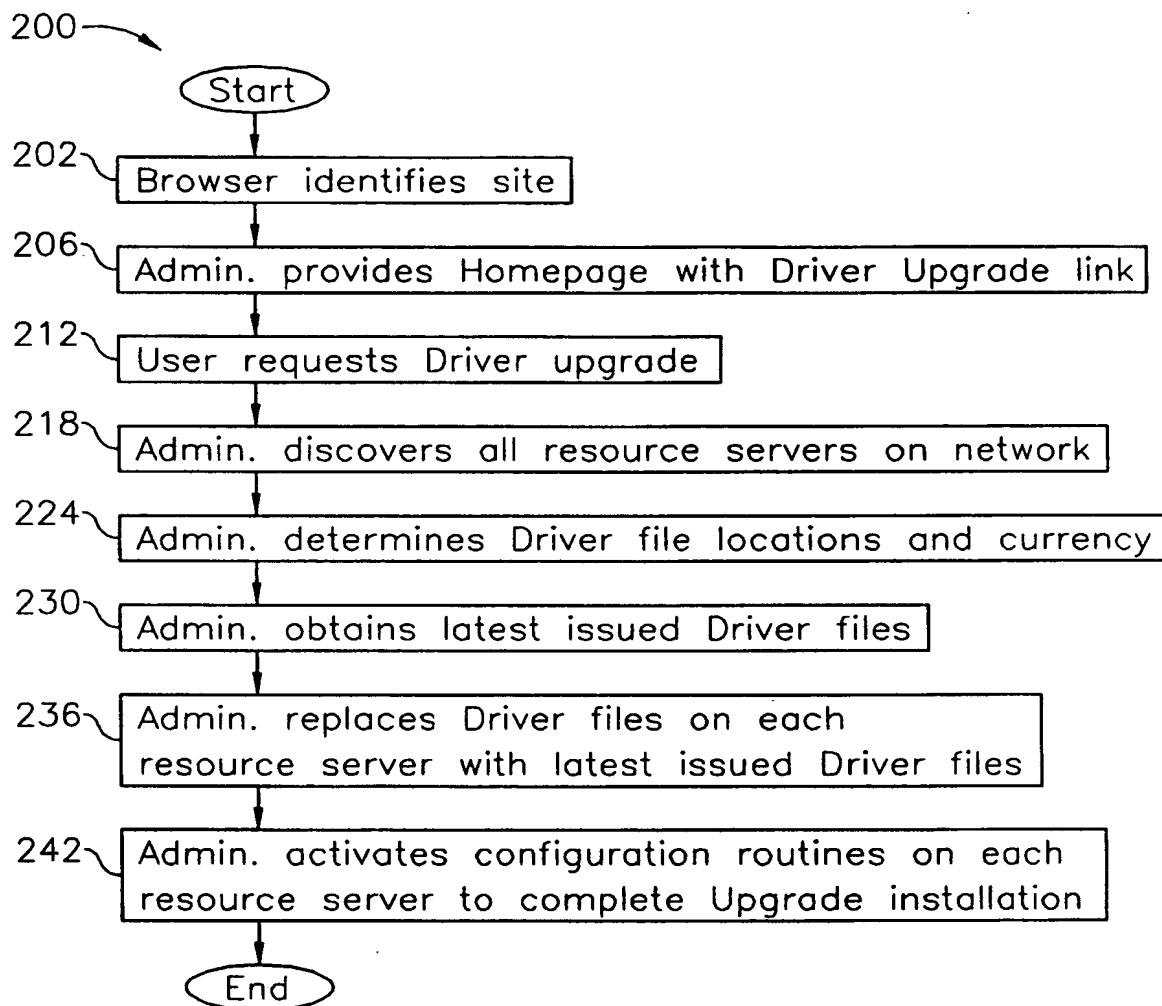 200
Start
202
Browser identifies site
206
Admin. provides Homepage with Driver Upgrade link
212
User requests Driver upgrade
218
Admin. discovers all resource servers on network
224
Admin. determines Driver file locations and currency
230
Admin. obtains latest issued Driver files
236
Admin. replaces Driver files on each
resource server with latest issued Driver files
242
Admin. activates configuration routines on each
resource server to complete Upgrade installation
End